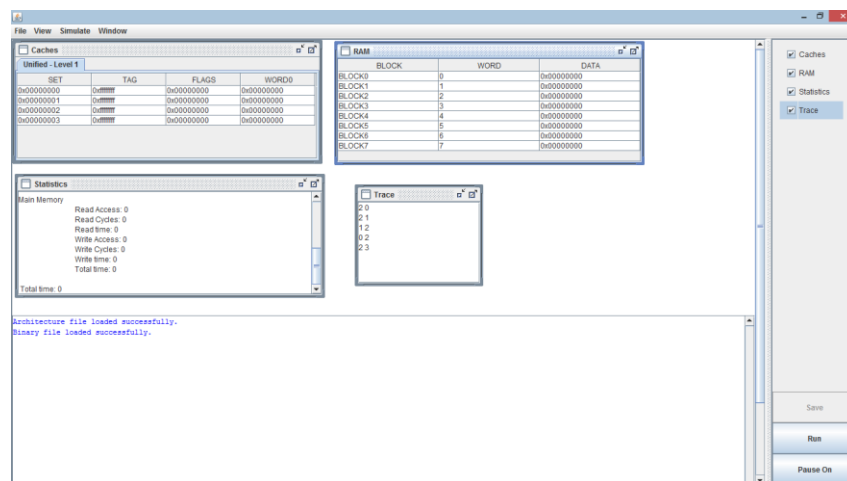 File View Simulate Window
Caches
Unified - Level 1
SET TAG FLAGS WORD0
0x00000000 0xffffffff 0x00000000 0x00000000
0x00000001 0xffffffff 0x00000000 0x00000000
0x00000002 0xffffffff 0x00000000 0x00000000
0x00000003 0xffffffff 0x00000000 0x00000000
RAM
BLOCK WORD DATA
BLOCK0 0 0x00000000
BLOCK1 1 0x00000000
BLOCK2 2 0x00000000
BLOCK3 3 0x00000000
BLOCK4 4 0x00000000
BLOCK5 5 0x00000000
BLOCK6 6 0x00000000
BLOCK7 7 0x00000000
Statistics
Main Memory
Read Access: 0
Read Cycles: 0
Read time: 0
Write Access: 0
Write Cycles: 0
Write time: 0
Total time: 0
Total time: 0
Trace
2 0
2 1
1 2
0 2
2 3
Architecture file loaded successfully.
Binary file loaded successfully.
Caches
RAM
Statistics
Trace
Save
Run
Pause On